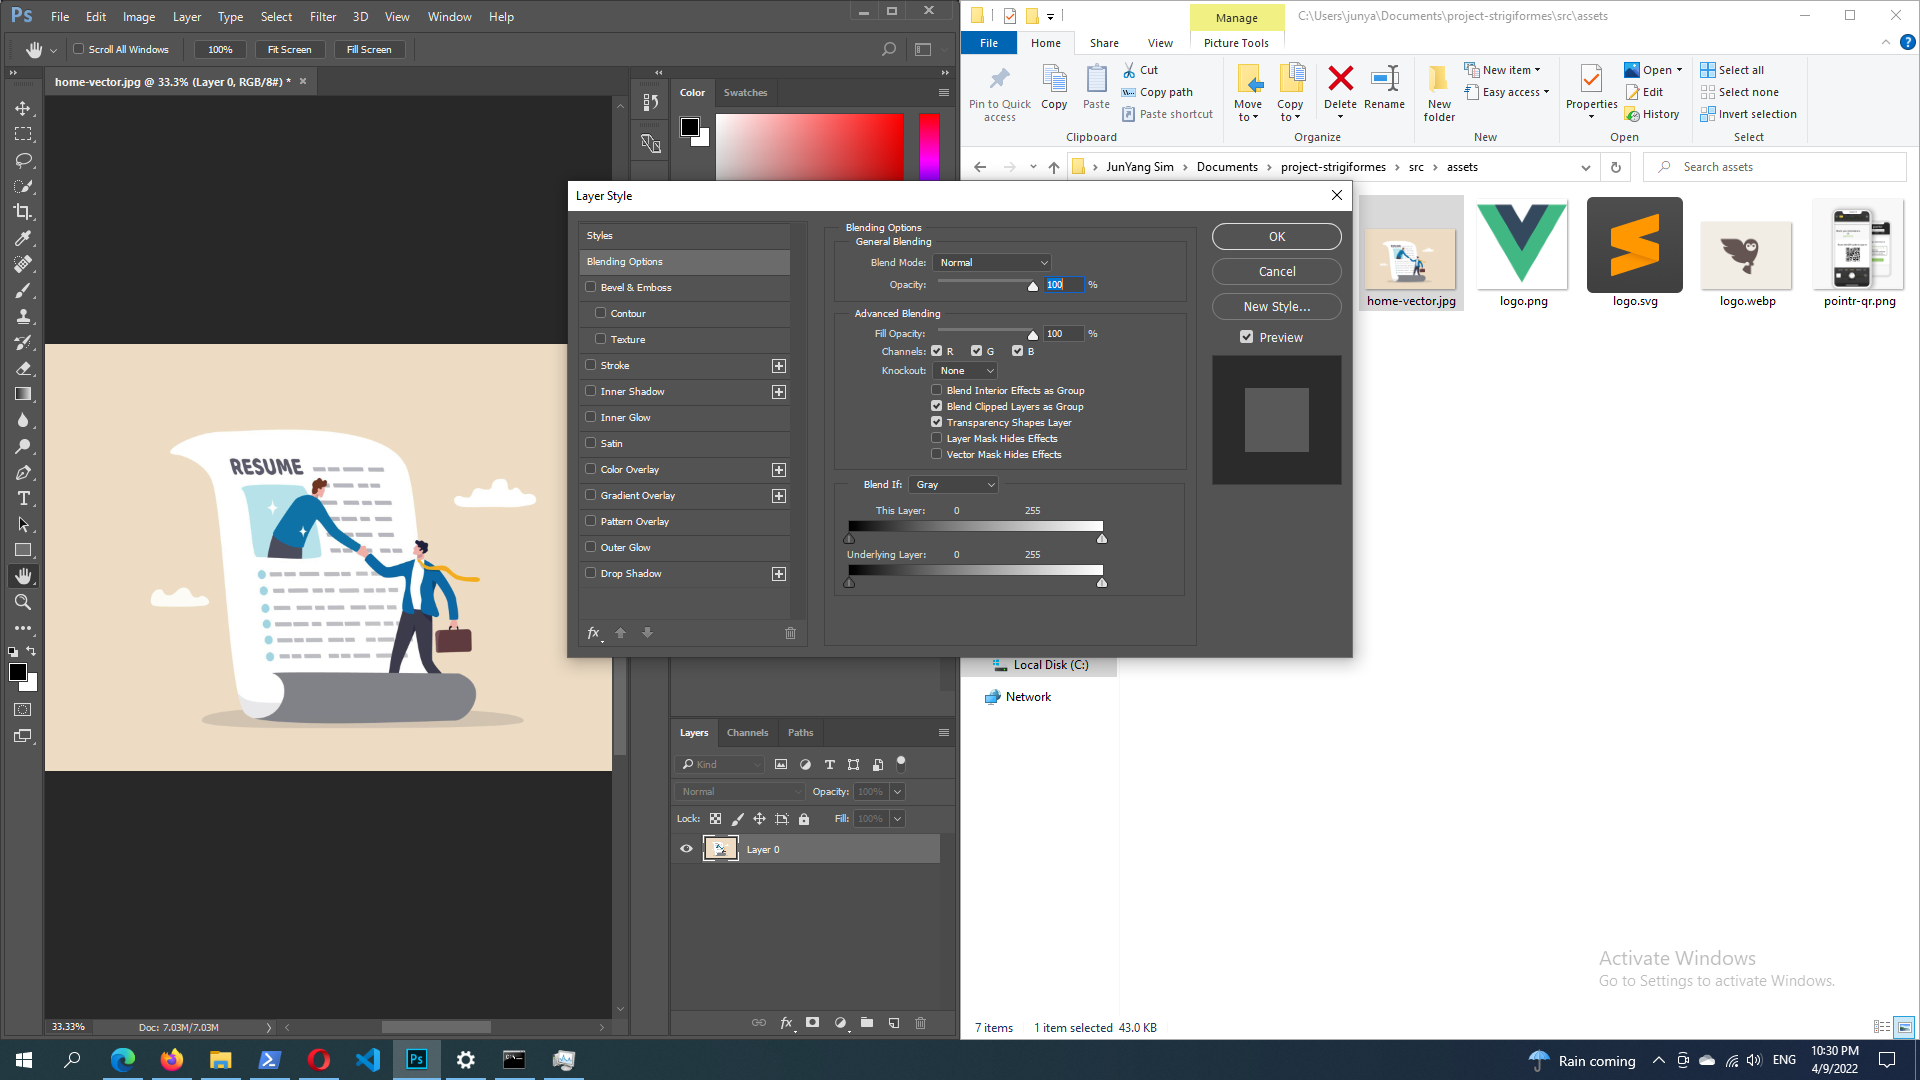 Ps File Edit Image Layer Type Select Filter 3D View Window Help
Scroll All Windows 100% Fit Screen Fill Screen
home-vector.jpg @ 33.3% (Layer 0, RGB/8#) *
Color Swatches
RESUME
33.33% Doc: 7.03M/7.03M
Layers Channels Paths
Kind
Normal Opacity: 100%
Lock: Fill: 100%
Layer 0
fx
Layer Style
Styles
Blending Options
Bevel & Emboss
Contour
Texture
Stroke
Inner Shadow
Inner Glow
Satin
Color Overlay
Gradient Overlay
Pattern Overlay
Outer Glow
Drop Shadow
fx
Blending Options
General Blending
Blend Mode: Normal
Opacity: 100 %
Advanced Blending
Fill Opacity: 100 %
Channels: R G B
Knockout: None
Blend Interior Effects as Group
Blend Clipped Layers as Group
Transparency Shapes Layer
Layer Mask Hides Effects
Vector Mask Hides Effects
Blend If: Gray
This Layer: 0 255
Underlying Layer: 0 255
OK
Cancel
New Style...
Preview
Manage C:\Users\junya\Documents\project-strigiformes\src\assets
File Home Share View Picture Tools
Pin to Quick access
Copy
Paste
Cut
Copy path
Paste shortcut
Clipboard
Move to
Copy to
Delete
Rename
Organize
New folder
New item
Easy access
New
Properties
Open
Edit
History
Open
Select all
Select none
Invert selection
Select
JunYang Sim Documents project-strigiformes src assets
Search assets
home-vector.jpg logo.png logo.svg logo.webp pointr-qr.png
Local Disk (C:)
Network
Activate Windows
Go to Settings to activate Windows.
7 items 1 item selected 43.0 KB
Ps
Rain coming ENG 10:30 PM
4/9/2022